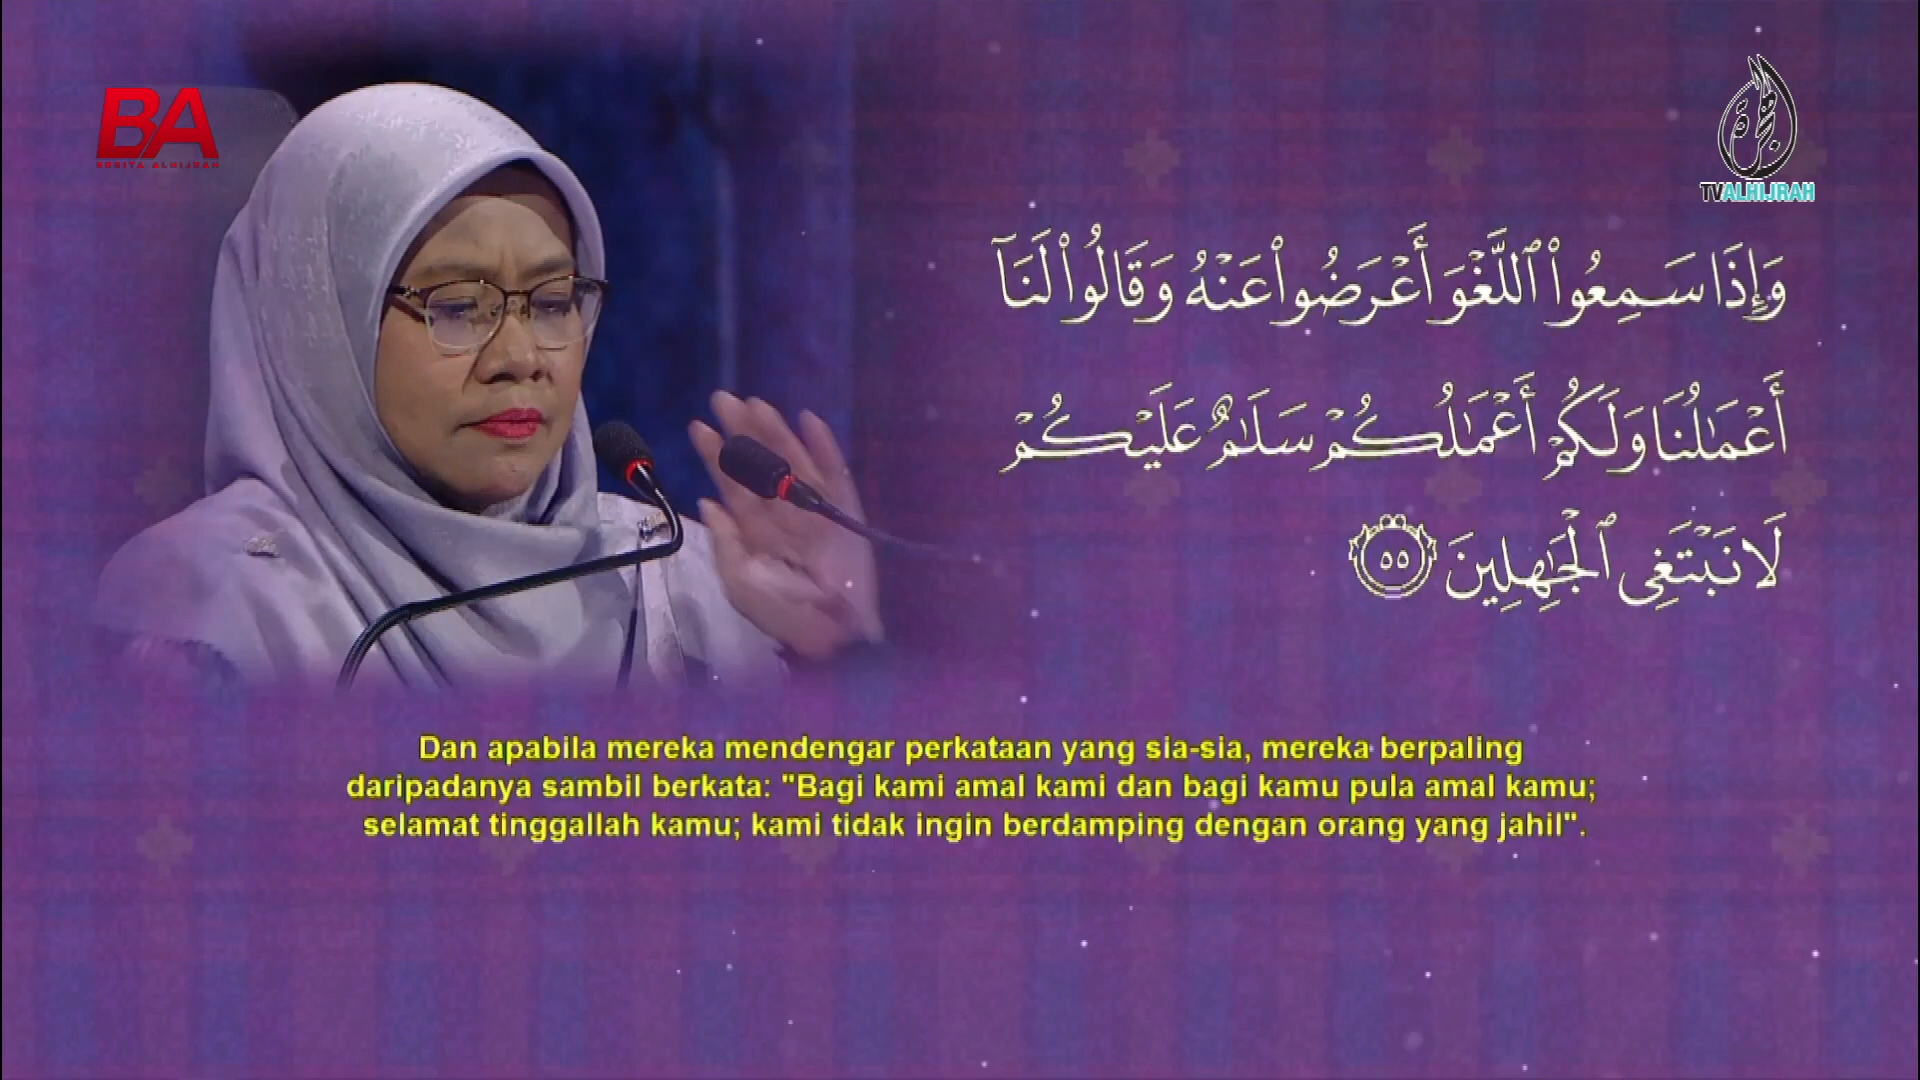 BA
BERITA ALHIJRAH
TVALHIJRAH
وَإِذَا سَمِعُوا۟ ٱللَّغْوَ أَعْرَضُوا۟ عَنْهُ وَقَالُوا۟ لَنَآ
أَعْمَـٰلُنَا وَلَكُمْ أَعْمَـٰلُكُمْ سَلَـٰمٌ عَلَيْكُمْ
لَا نَبْتَغِى ٱلْجَـٰهِلِينَ ٥٥
Dan apabila mereka mendengar perkataan yang sia-sia, mereka berpaling
daripadanya sambil berkata: "Bagi kami amal kami dan bagi kamu pula amal kamu;
selamat tinggallah kamu; kami tidak ingin berdamping dengan orang yang jahil".